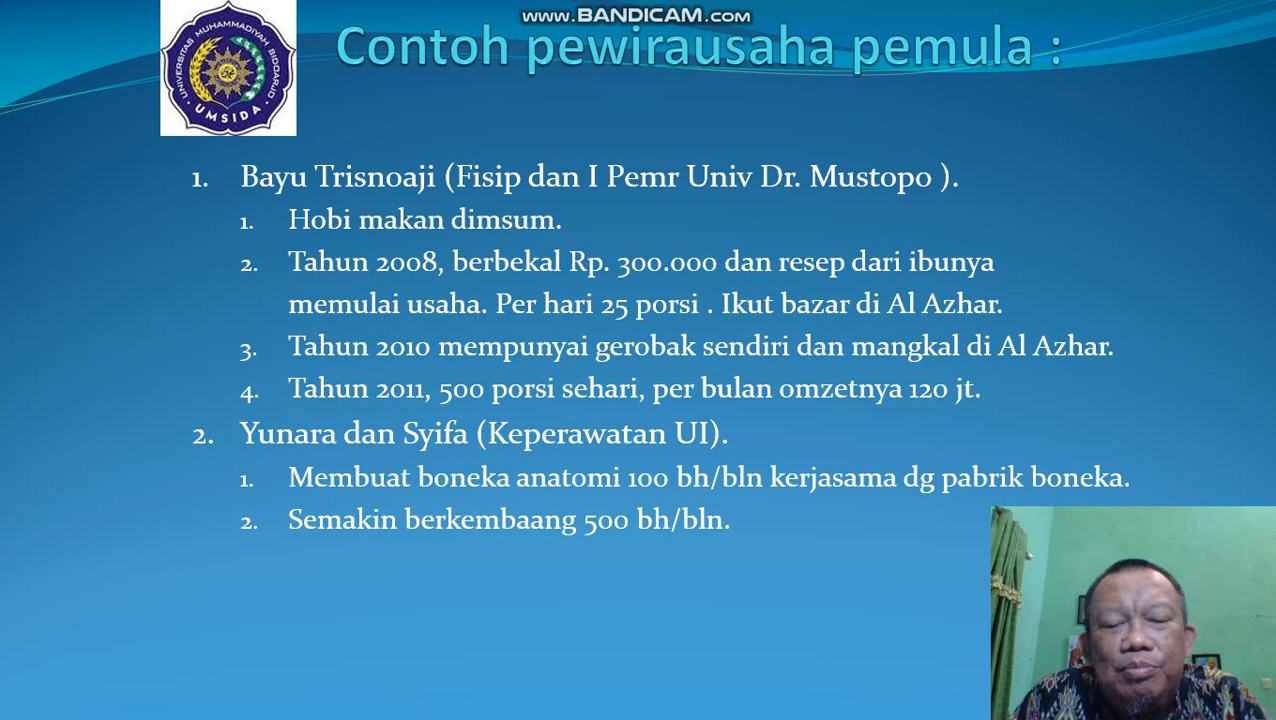 www.BANDICAM.com
Contoh pewirausaha pemula :
UNIVERSITAS MUHAMMADIYAH SIDOARJO
UMSIDA
1. Bayu Trisnoaji (Fisip dan I Pemr Univ Dr. Mustopo ).
1. Hobi makan dimsum.
2. Tahun 2008, berbekal Rp. 300.000 dan resep dari ibunya
memulai usaha. Per hari 25 porsi . Ikut bazar di Al Azhar.
3. Tahun 2010 mempunyai gerobak sendiri dan mangkal di Al Azhar.
4. Tahun 2011, 500 porsi sehari, per bulan omzetnya 120 jt.
2. Yunara dan Syifa (Keperawatan UI).
1. Membuat boneka anatomi 100 bh/bln kerjasama dg pabrik boneka.
2. Semakin berkembaang 500 bh/bln.